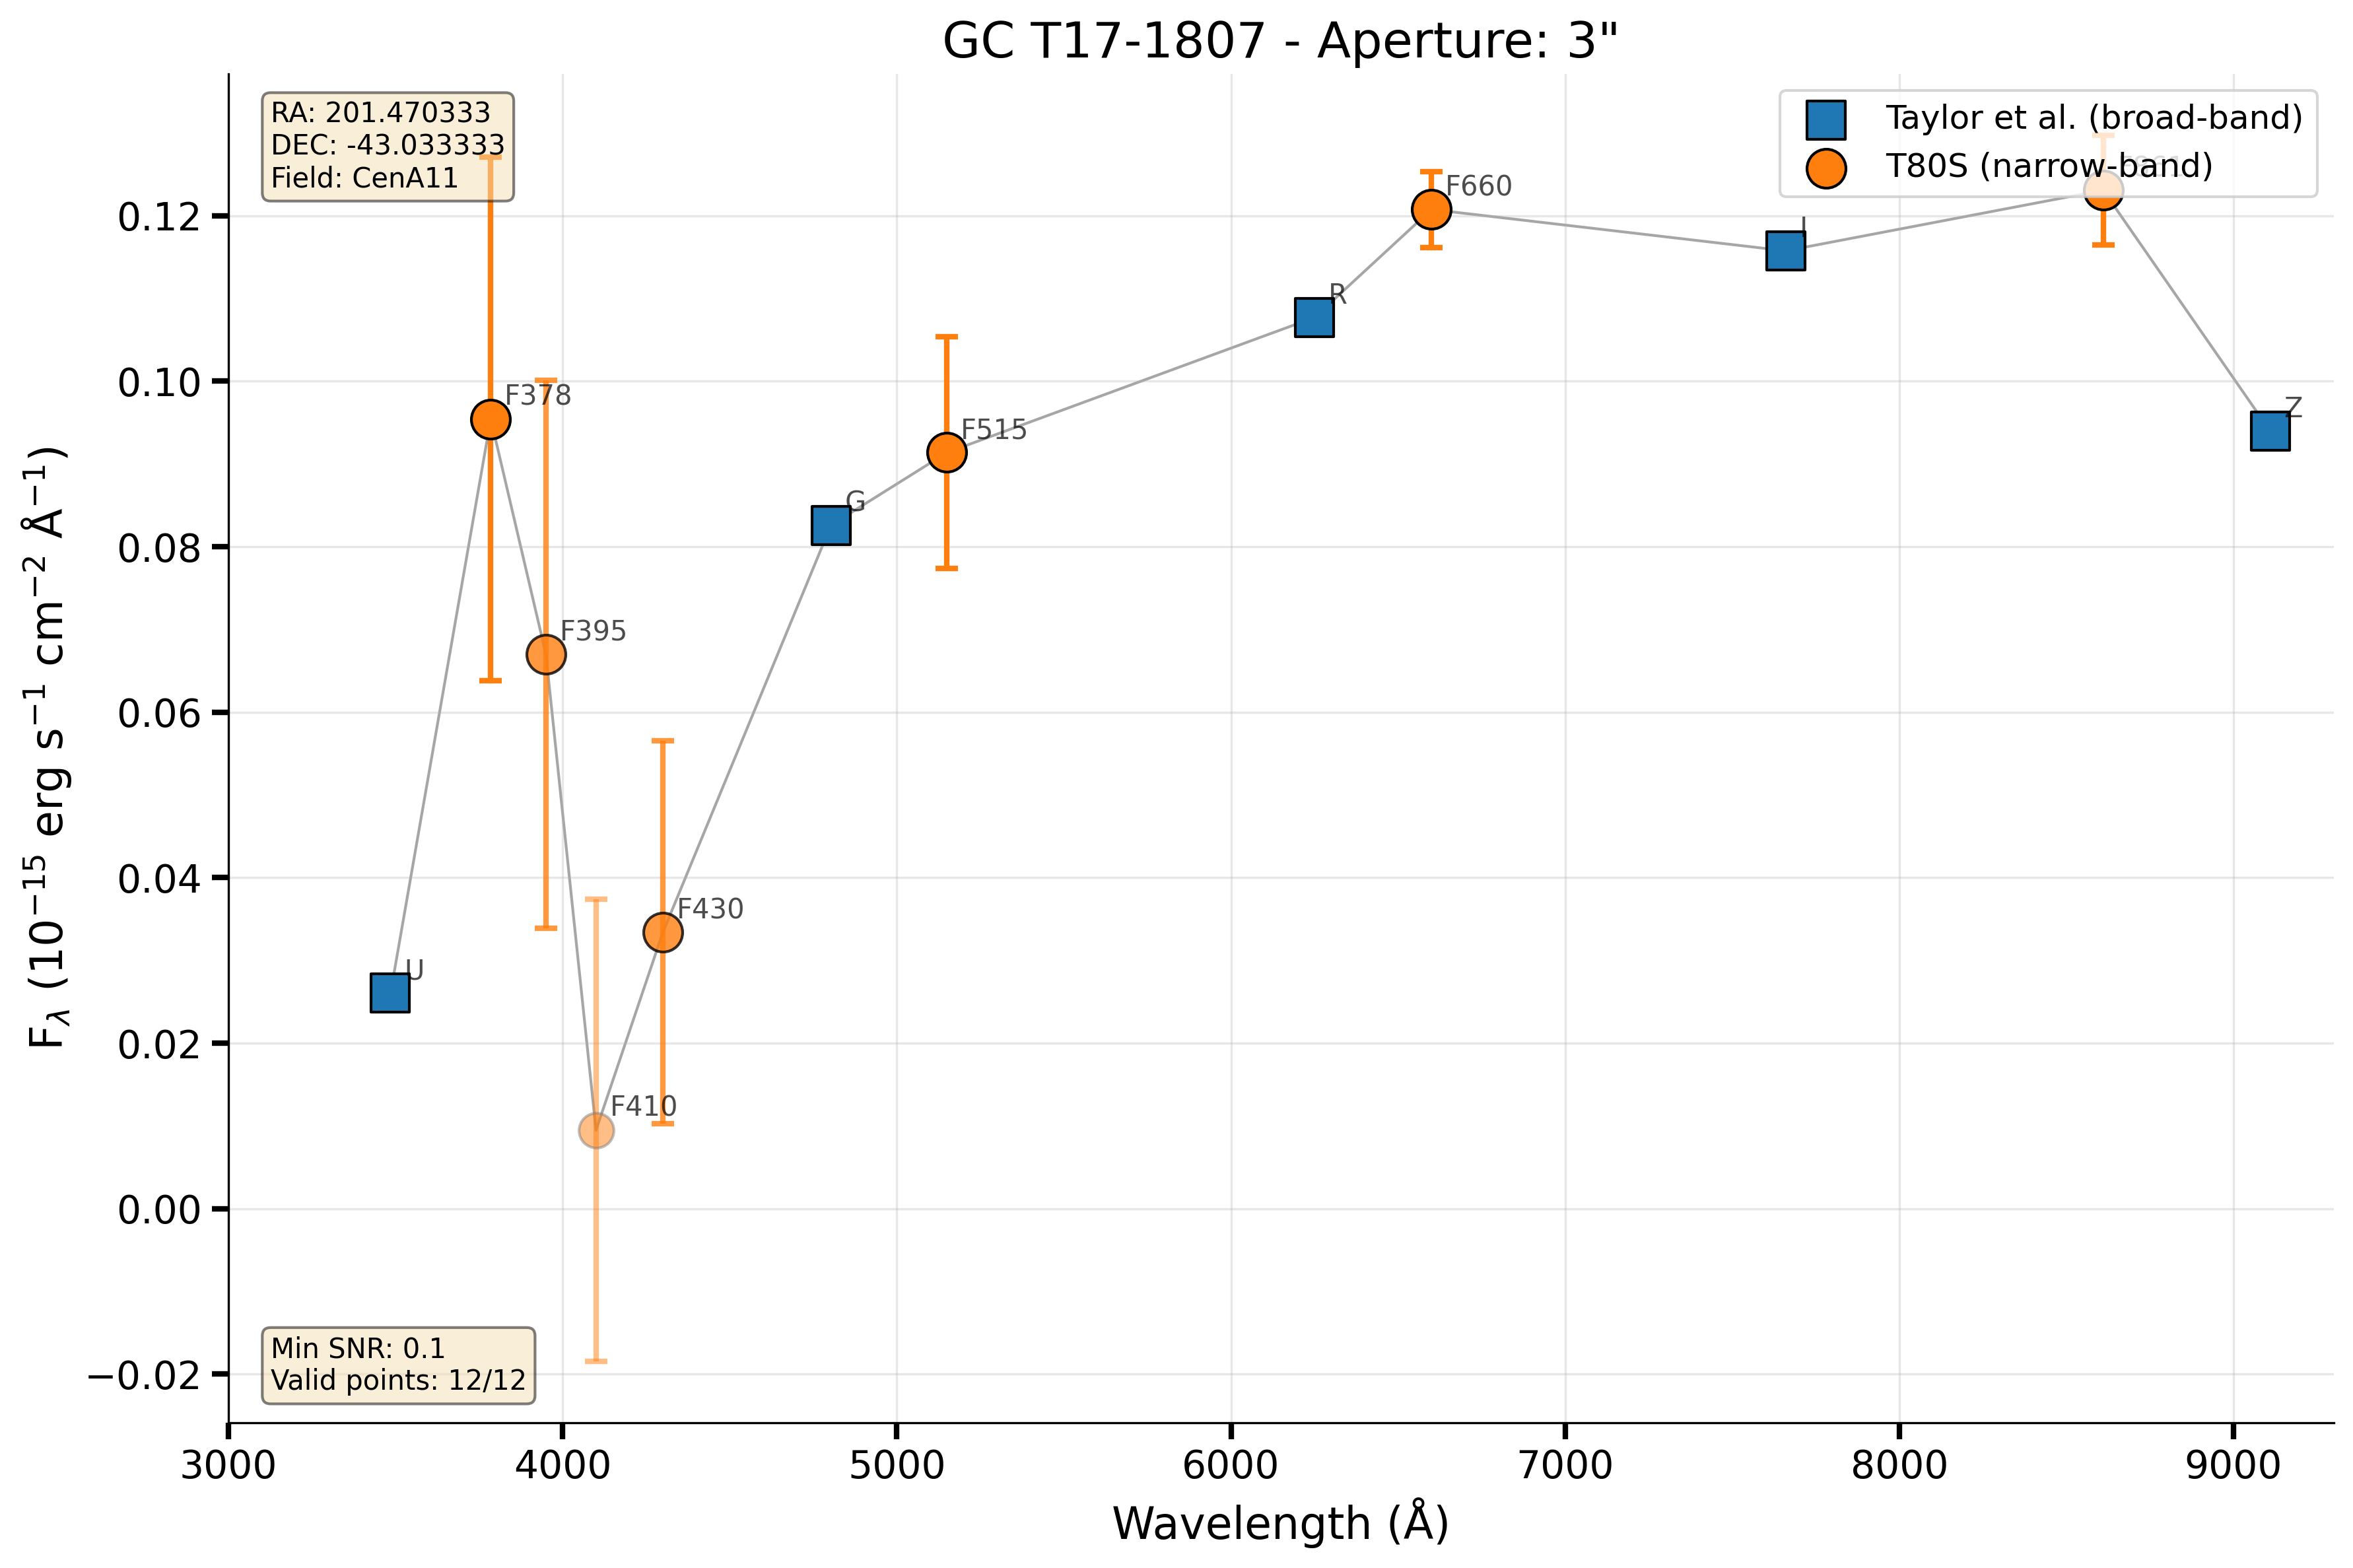 GC T17-1807 - Aperture: 3"
RA: 201.470333
DEC: -43.033333
Field: CenA11
Taylor et al. (broad-band)
T80S (narrow-band)
F660
I
R
F378
Z
F515
G
F395
F430
U
F410
Min SNR: 0.1
Valid points: 12/12
0.12
0.10
0.08
0.06
0.04
0.02
0.00
−0.02
F_λ (10⁻¹⁵ erg s⁻¹ cm⁻² Å⁻¹)
3000 4000 5000 6000 7000 8000 9000
Wavelength (Å)